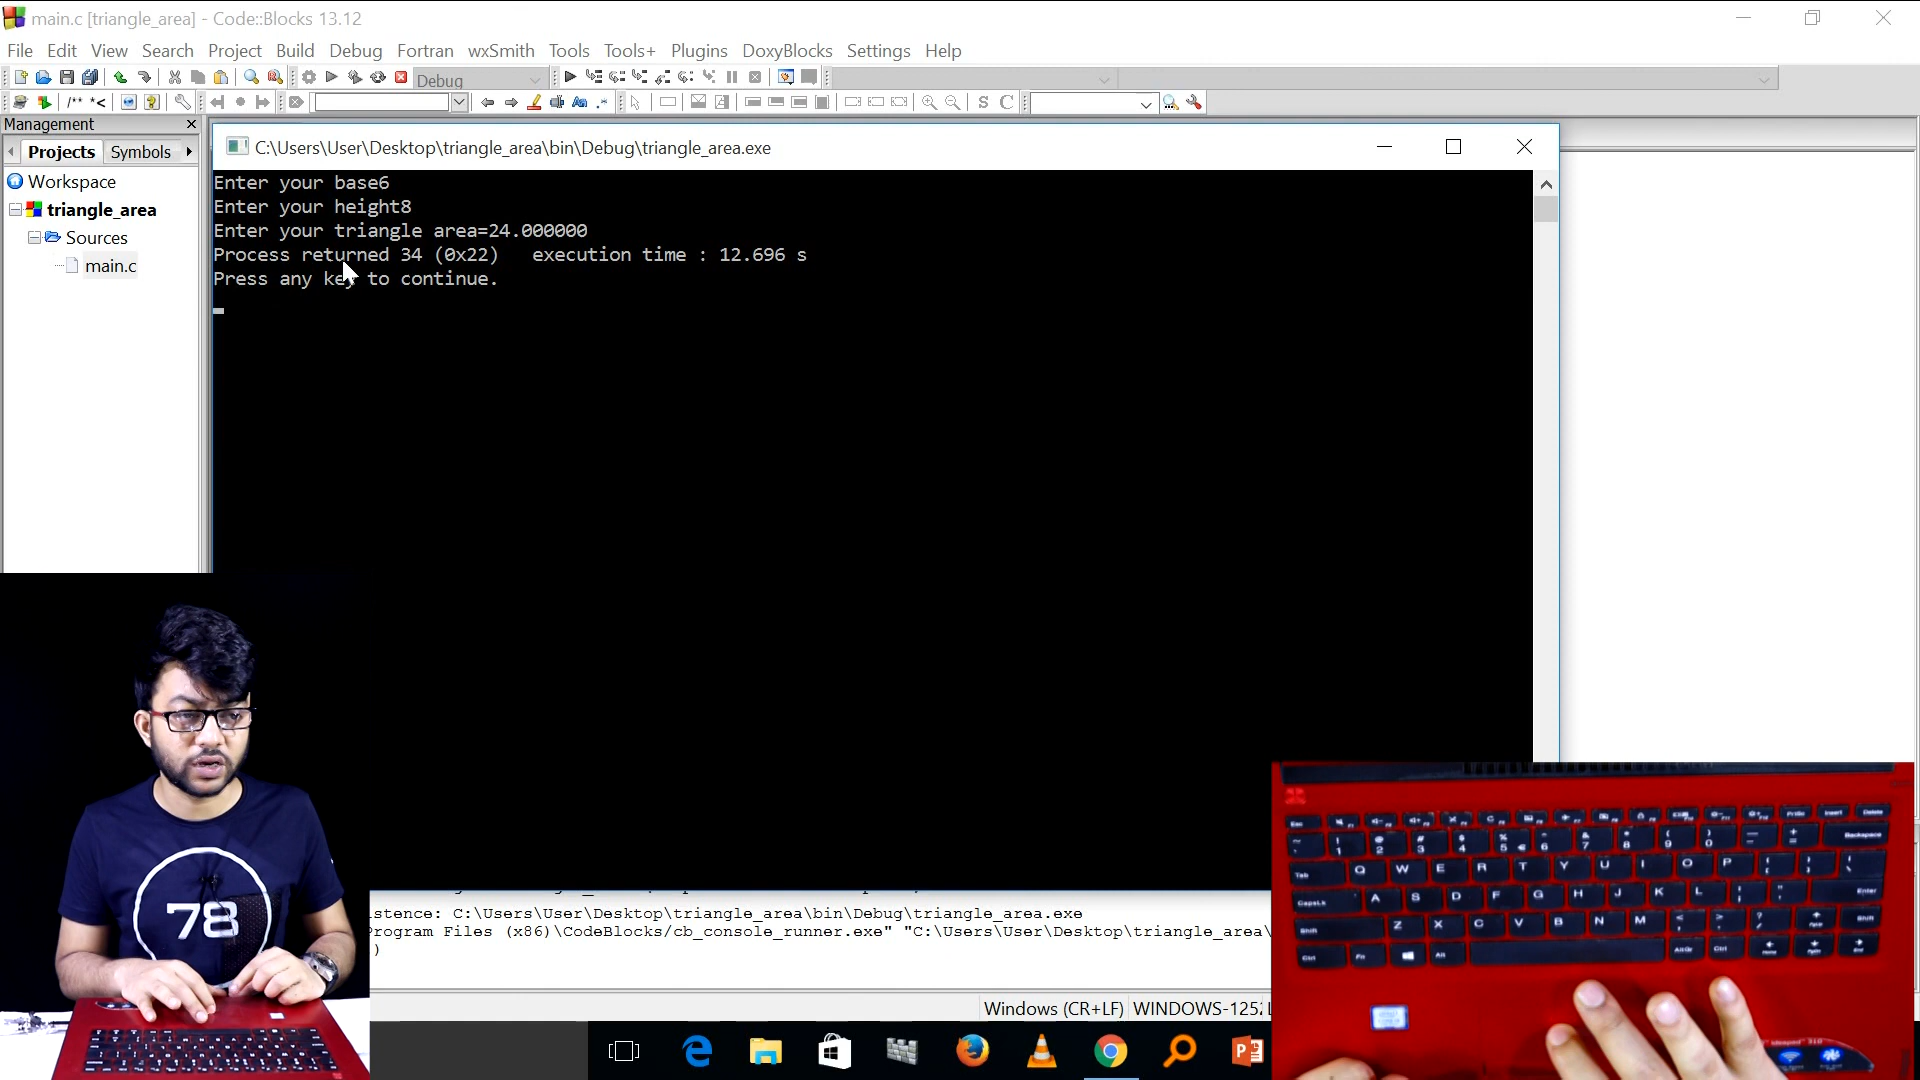 main.c [triangle_area] - Code::Blocks 13.12
File Edit View Search Project Build Debug Fortran wxSmith Tools Tools+ Plugins DoxyBlocks Settings Help
Debug
/** *<
S C
Management
Projects Symbols
C:\Users\User\Desktop\triangle_area\bin\Debug\triangle_area.exe
Workspace
triangle_area
Sources
main.c
Enter your base6
Enter your height8
Enter your triangle area=24.000000
Process returned 34 (0x22)   execution time : 12.696 s
Press any key to continue.
istence: C:\Users\User\Desktop\triangle_area\bin\Debug\triangle_area.exe
Program Files (x86)\CodeBlocks/cb_console_runner.exe" "C:\Users\User\Desktop\triangle_area\
)
Windows (CR+LF) WINDOWS-1252
78
Q W E R T Y U I O P
A S D F G H J K L
Z X C V B N M